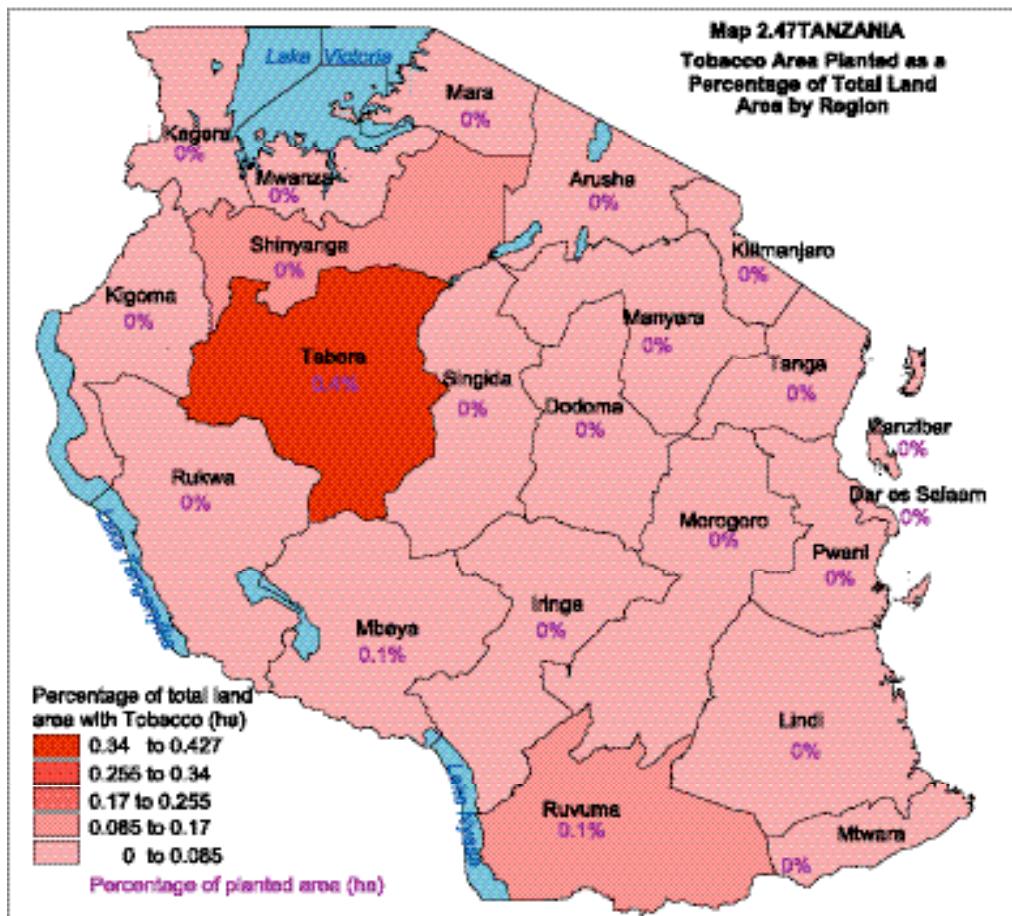 Map 2.47TANZANIA
Tobacco Area Planted as a
Percentage of Total Land
Area by Region
Lake Victoria
Mara
0%
Kagera
0%
Mwanza
0%
Arusha
0%
Shinyanga
0%
Kilimanjaro
0%
Kigoma
0%
Manyara
0%
Tabora
0.4%
Singida
0%
Tanga
0%
Dodoma
0%
Zanzibar
0%
Rukwa
0%
Dar es Salaam
0%
Morogoro
0%
Pwani
0%
Lake Tanganyika
Iringa
0%
Mbeya
0.1%
Percentage of total land
area with Tobacco (ha)
0.34 to 0.427
0.255 to 0.34
0.17 to 0.255
0.085 to 0.17
0 to 0.085
Percentage of planted area (ha)
Lindi
0%
Lake Nyasa
Ruvuma
0.1%
Mtwara
0%